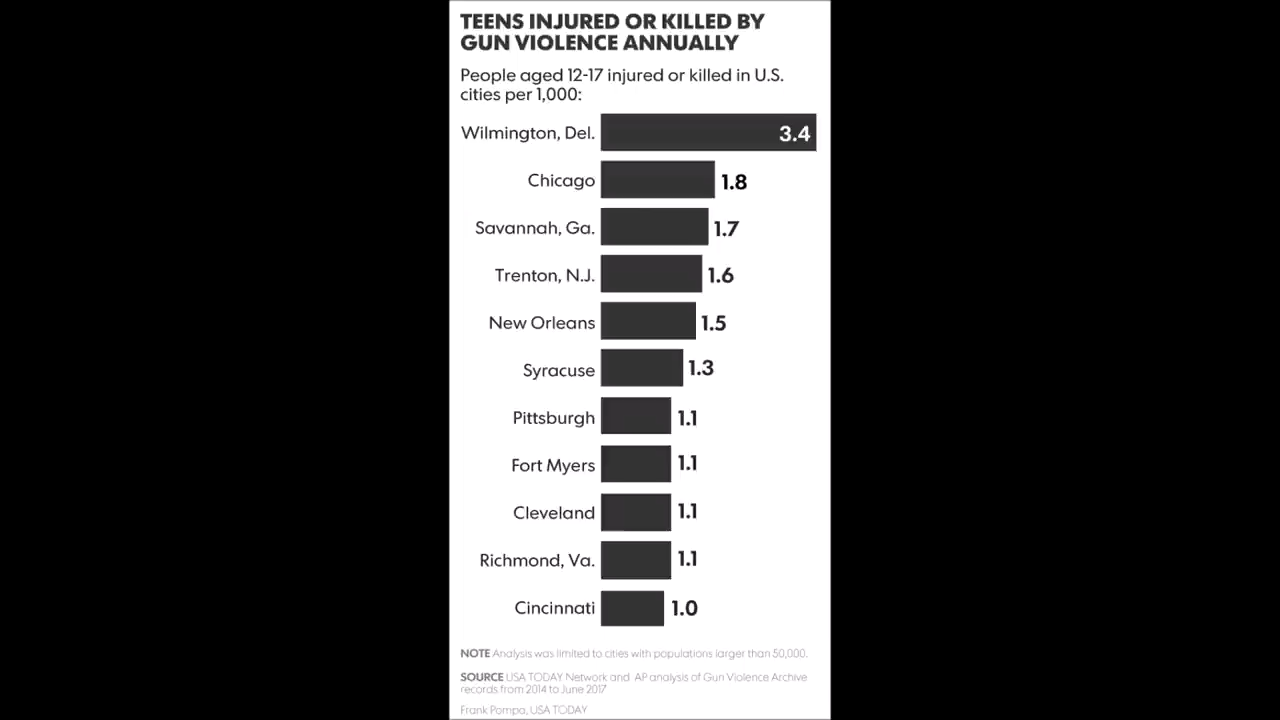 TEENS INJURED OR KILLED BY
GUN VIOLENCE ANNUALLY
People aged 12-17 injured or killed in U.S.
cities per 1,000:
Wilmington, Del. 3.4
Chicago 1.8
Savannah, Ga. 1.7
Trenton, N.J. 1.6
New Orleans 1.5
Syracuse 1.3
Pittsburgh 1.1
Fort Myers 1.1
Cleveland 1.1
Richmond, Va. 1.1
Cincinnati 1.0
NOTE Analysis was limited to cities with populations larger than 50,000.
SOURCE USA TODAY Network and AP analysis of Gun Violence Archive
records from 2014 to June 2017
Frank Pompa, USA TODAY